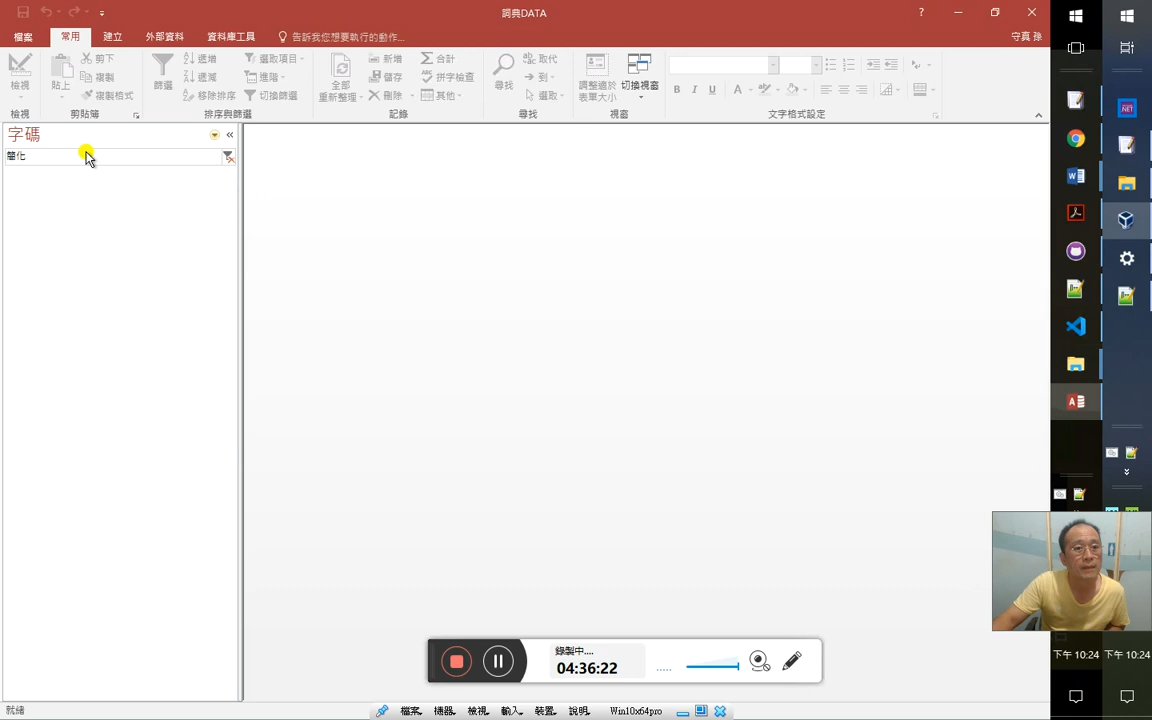 詞典DATA
?
檔案 常用 建立 外部資料 資料庫工具 告訴我您想要執行的動作... 守真 孫
檢視
檢視
貼上
剪下
複製
複製格式
剪貼簿
篩選
遞增
遞減
移除排序
選取項目
進階
切換篩選
排序與篩選
全部
重新整理
新增
儲存
刪除
合計
拼字檢查
其他
記錄
尋找
取代
到
選取
尋找
調整適於
表單大小
切換視窗
視窗
B I U A
文字格式設定
字碼
簡化
錄製中....
04:36:22
下午 10:24 下午 10:24
就緒
檔案 機器 檢視 輸入 裝置 說明 Win10x64pro